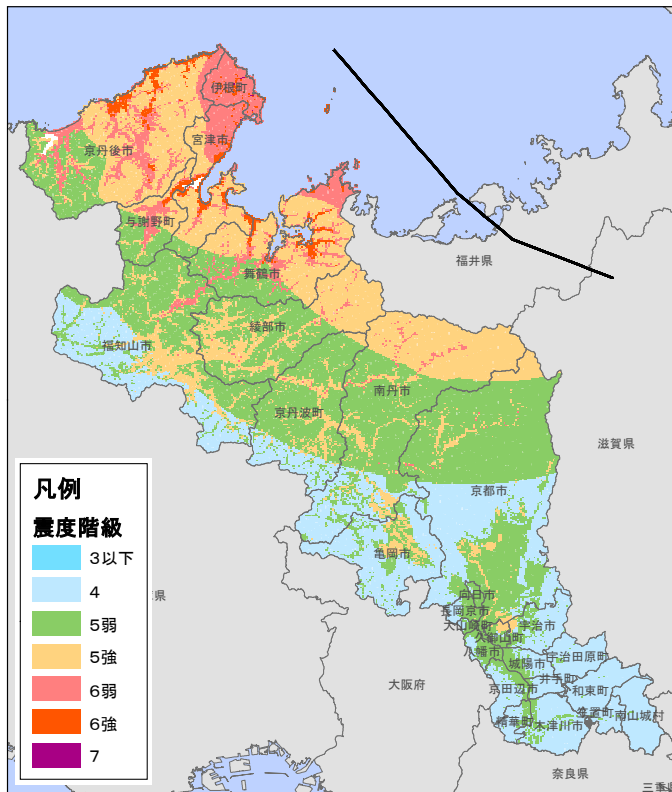 伊根町
宮津市
京丹後市
与謝野町
福井県
舞鶴市
綾部市
福知山市
南丹市
京丹波町
滋賀県
京都市
亀岡市
向日市
長岡京市
大山崎町
宇治市
久御山町
八幡市
宇治田原町
城陽市
井手町
京田辺市
和東町
笠置町
南山城村
精華町
木津川市
大阪府
奈良県
県
凡例
震度階級
3以下
4
5弱
5強
6弱
6強
7